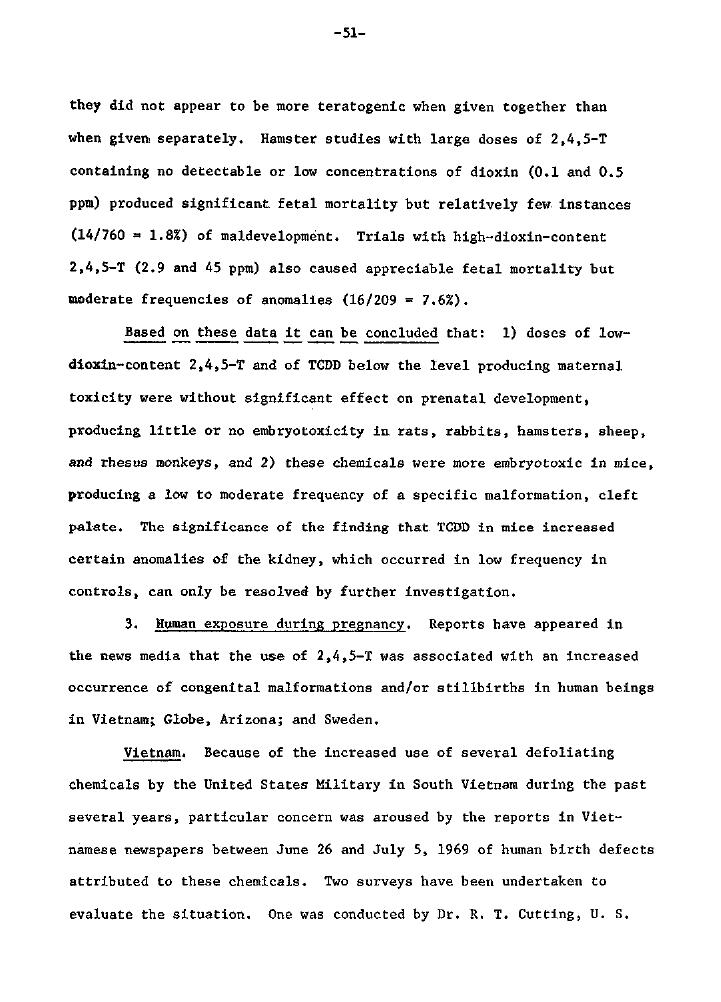 -51-
they did not appear to be more teratogenic when given together than
when given separately. Hamster studies with large doses of 2,4,5-T
containing no detectable or low concentrations of dioxin (0.1 and 0.5
ppm) produced significant fetal mortality but relatively few instances
(14/760 = 1.8%) of maldevelopment. Trials with high-dioxin-content
2,4,5-T (2.9 and 45 ppm) also caused appreciable fetal mortality but
moderate frequencies of anomalies (16/209 = 7.6%).
Based on these data it can be concluded that: 1) doses of low-
dioxin-content 2,4,5-T and of TCDD below the level producing maternal
toxicity were without significant effect on prenatal development,
producing little or no embryotoxicity in rats, rabbits, hamsters, sheep,
and rhesus monkeys, and 2) these chemicals were more embryotoxic in mice,
producing a low to moderate frequency of a specific malformation, cleft
palate. The significance of the finding that TCDD in mice increased
certain anomalies of the kidney, which occurred in low frequency in
controls, can only be resolved by further investigation.
3. Human exposure during pregnancy. Reports have appeared in
the news media that the use of 2,4,5-T was associated with an increased
occurrence of congenital malformations and/or stillbirths in human beings
in Vietnam; Globe, Arizona; and Sweden.
Vietnam. Because of the increased use of several defoliating
chemicals by the United States Military in South Vietnam during the past
several years, particular concern was aroused by the reports in Viet-
namese newspapers between June 26 and July 5, 1969 of human birth defects
attributed to these chemicals. Two surveys have been undertaken to
evaluate the situation. One was conducted by Dr. R. T. Cutting, U. S.